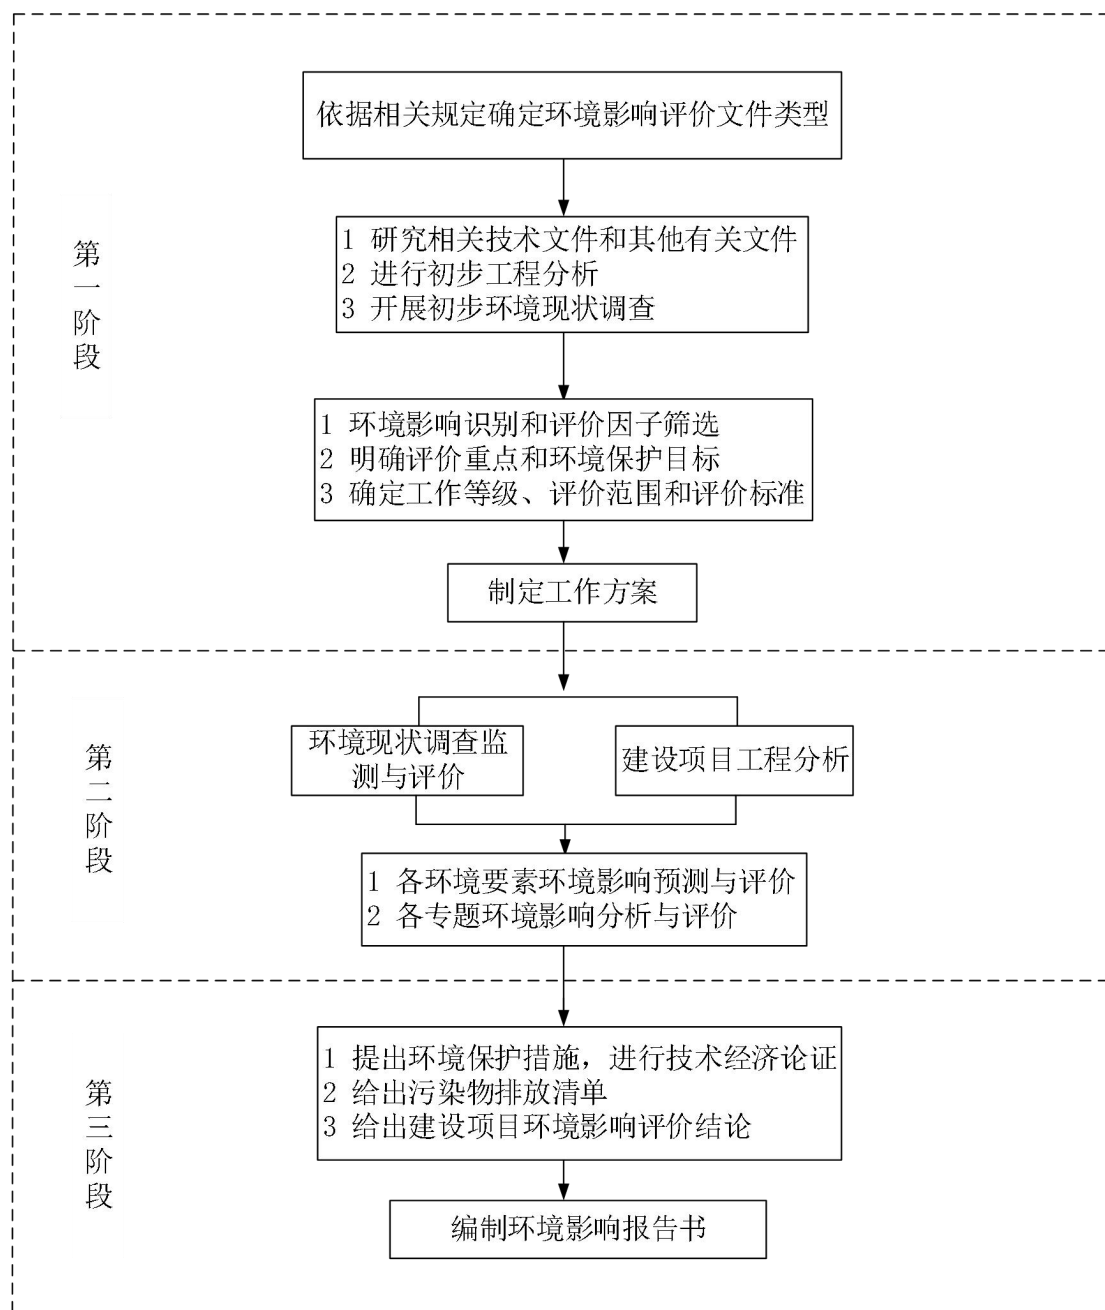 依据相关规定确定环境影响评价文件类型
第一阶段
1 研究相关技术文件和其他有关文件
2 进行初步工程分析
3 开展初步环境现状调查
1 环境影响识别和评价因子筛选
2 明确评价重点和环境保护目标
3 确定工作等级、评价范围和评价标准
制定工作方案
第二阶段
环境现状调查监
测与评价
建设项目工程分析
1 各环境要素环境影响预测与评价
2 各专题环境影响分析与评价
第三阶段
1 提出环境保护措施，进行技术经济论证
2 给出污染物排放清单
3 给出建设项目环境影响评价结论
编制环境影响报告书